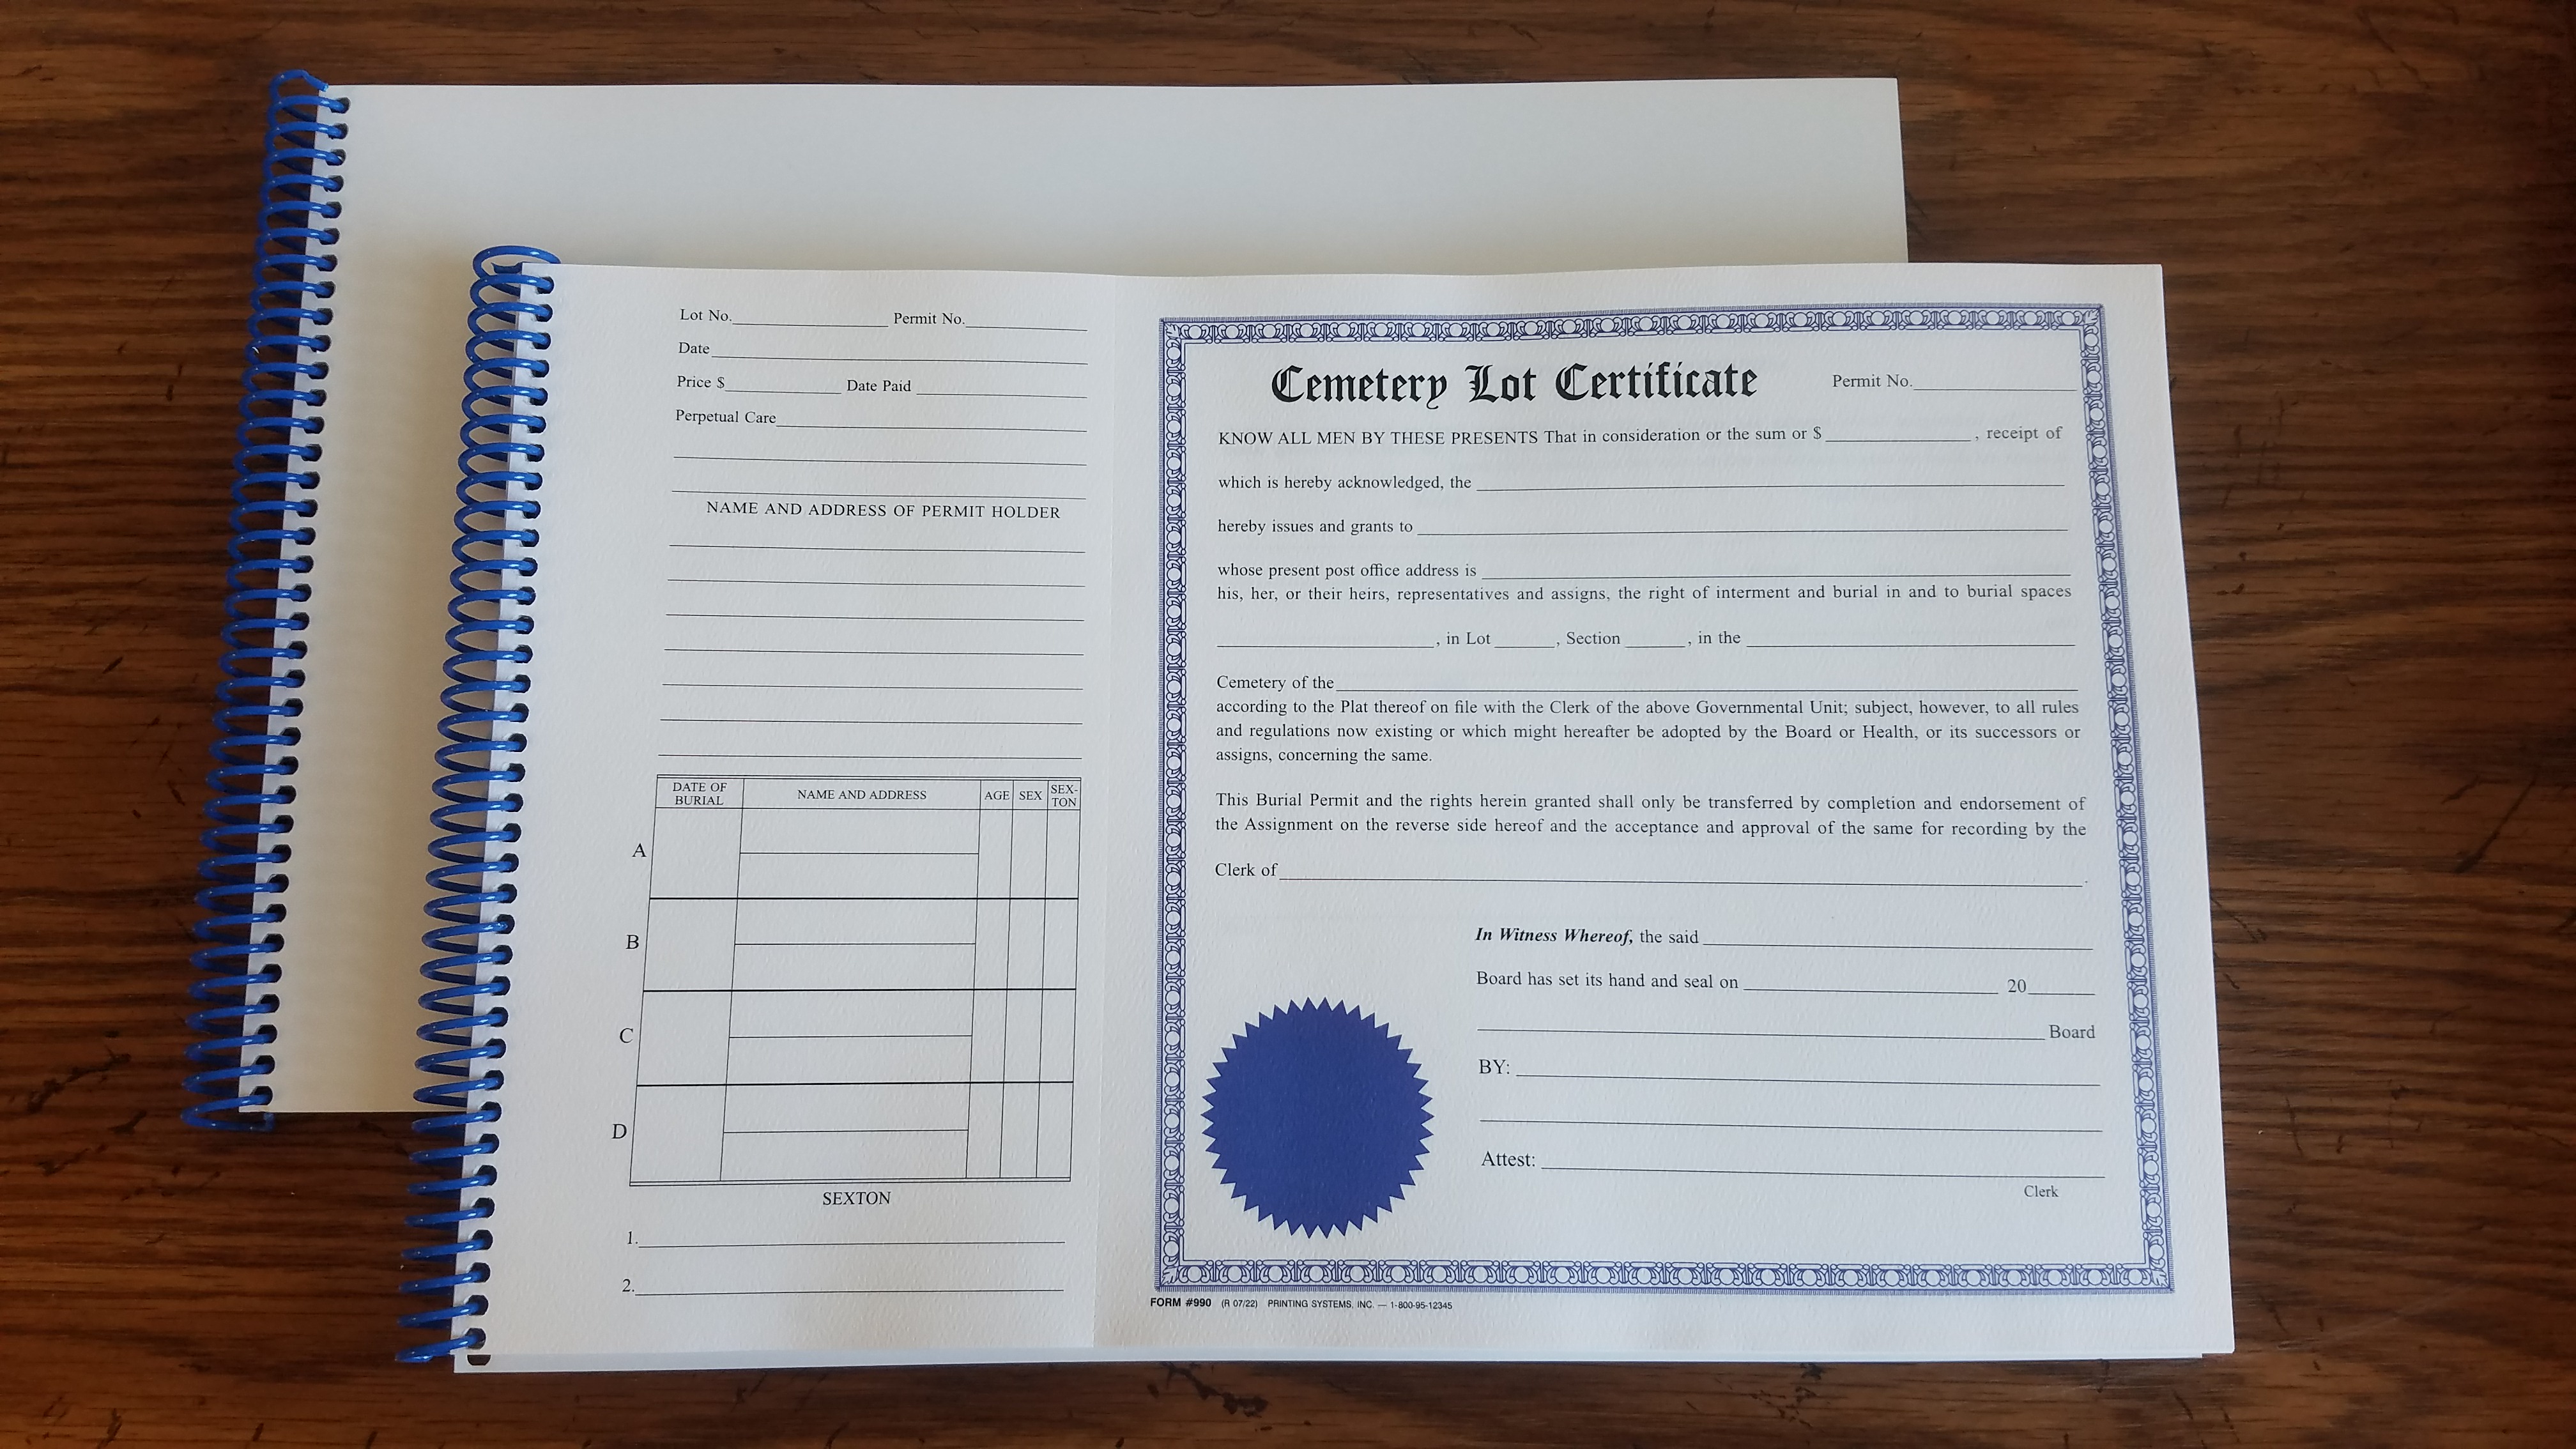 Lot No. Permit No.
Date
Price $ Date Paid
Perpetual Care
NAME AND ADDRESS OF PERMIT HOLDER
DATE OF BURIAL NAME AND ADDRESS AGE SEX SEX-TON
A
B
C
D
SEXTON
1.
2.
Cemetery Lot Certificate Permit No.
KNOW ALL MEN BY THESE PRESENTS That in consideration or the sum or $ , receipt of
which is hereby acknowledged, the
hereby issues and grants to
whose present post office address is
his, her, or their heirs, representatives and assigns, the right of interment and burial in and to burial spaces
, in Lot , Section , in the
Cemetery of the
according to the Plat thereof on file with the Clerk of the above Governmental Unit; subject, however, to all rules
and regulations now existing or which might hereafter be adopted by the Board or Health, or its successors or
assigns, concerning the same.
This Burial Permit and the rights herein granted shall only be transferred by completion and endorsement of
the Assignment on the reverse side hereof and the acceptance and approval of the same for recording by the
Clerk of .
In Witness Whereof, the said
Board has set its hand and seal on 20
Board
BY:
Attest:
Clerk
FORM #990 (R 07/22) PRINTING SYSTEMS, INC. — 1-800-95-12345